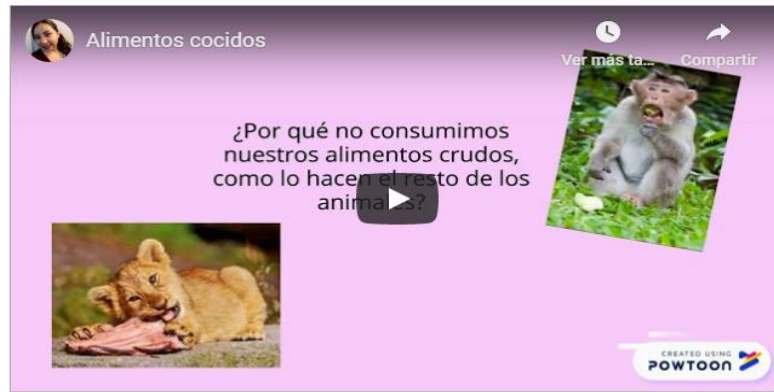 Alimentos cocidos
Ver más ta...
Compartir
¿Por qué no consumimos
nuestros alimentos crudos,
como lo hacen el resto de los
animales?
CREATED USING
POWTOON